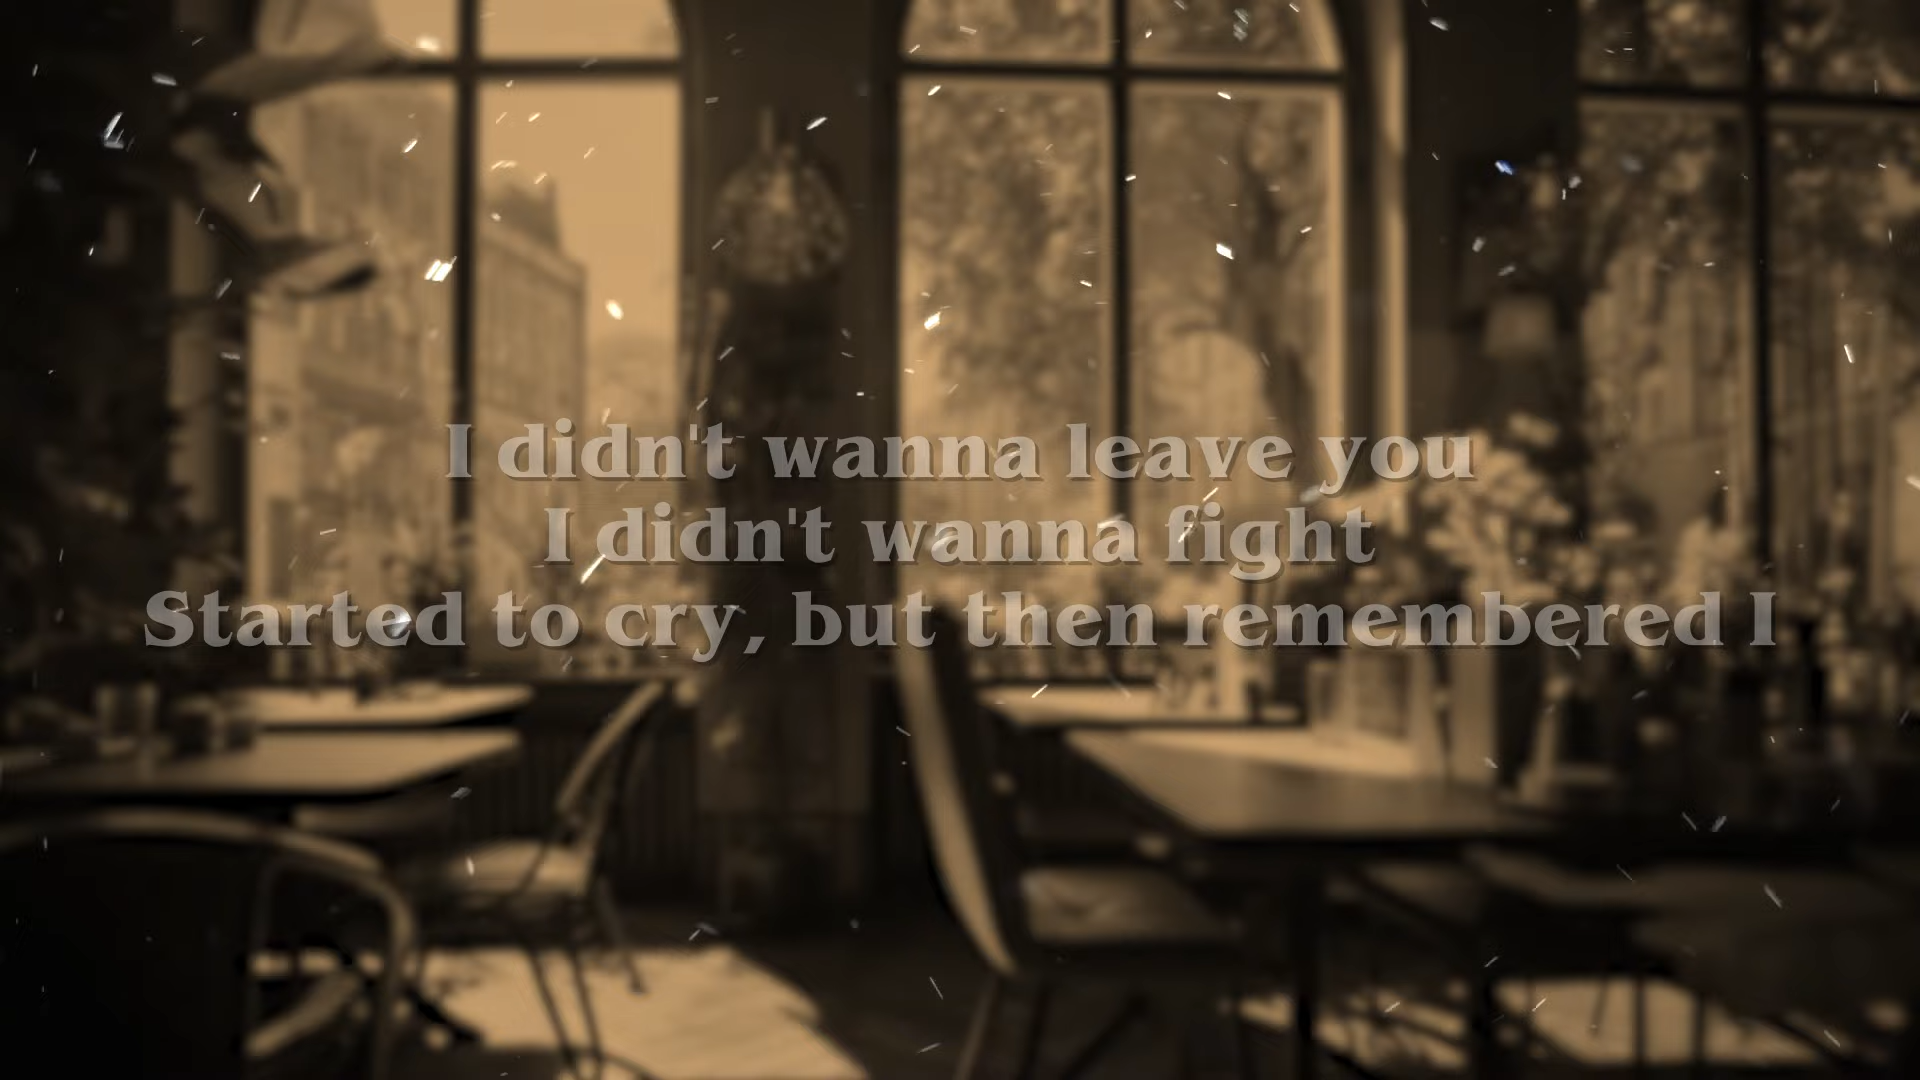 I didn't wanna leave you
I didn't wanna fight
Started to cry, but then remembered I